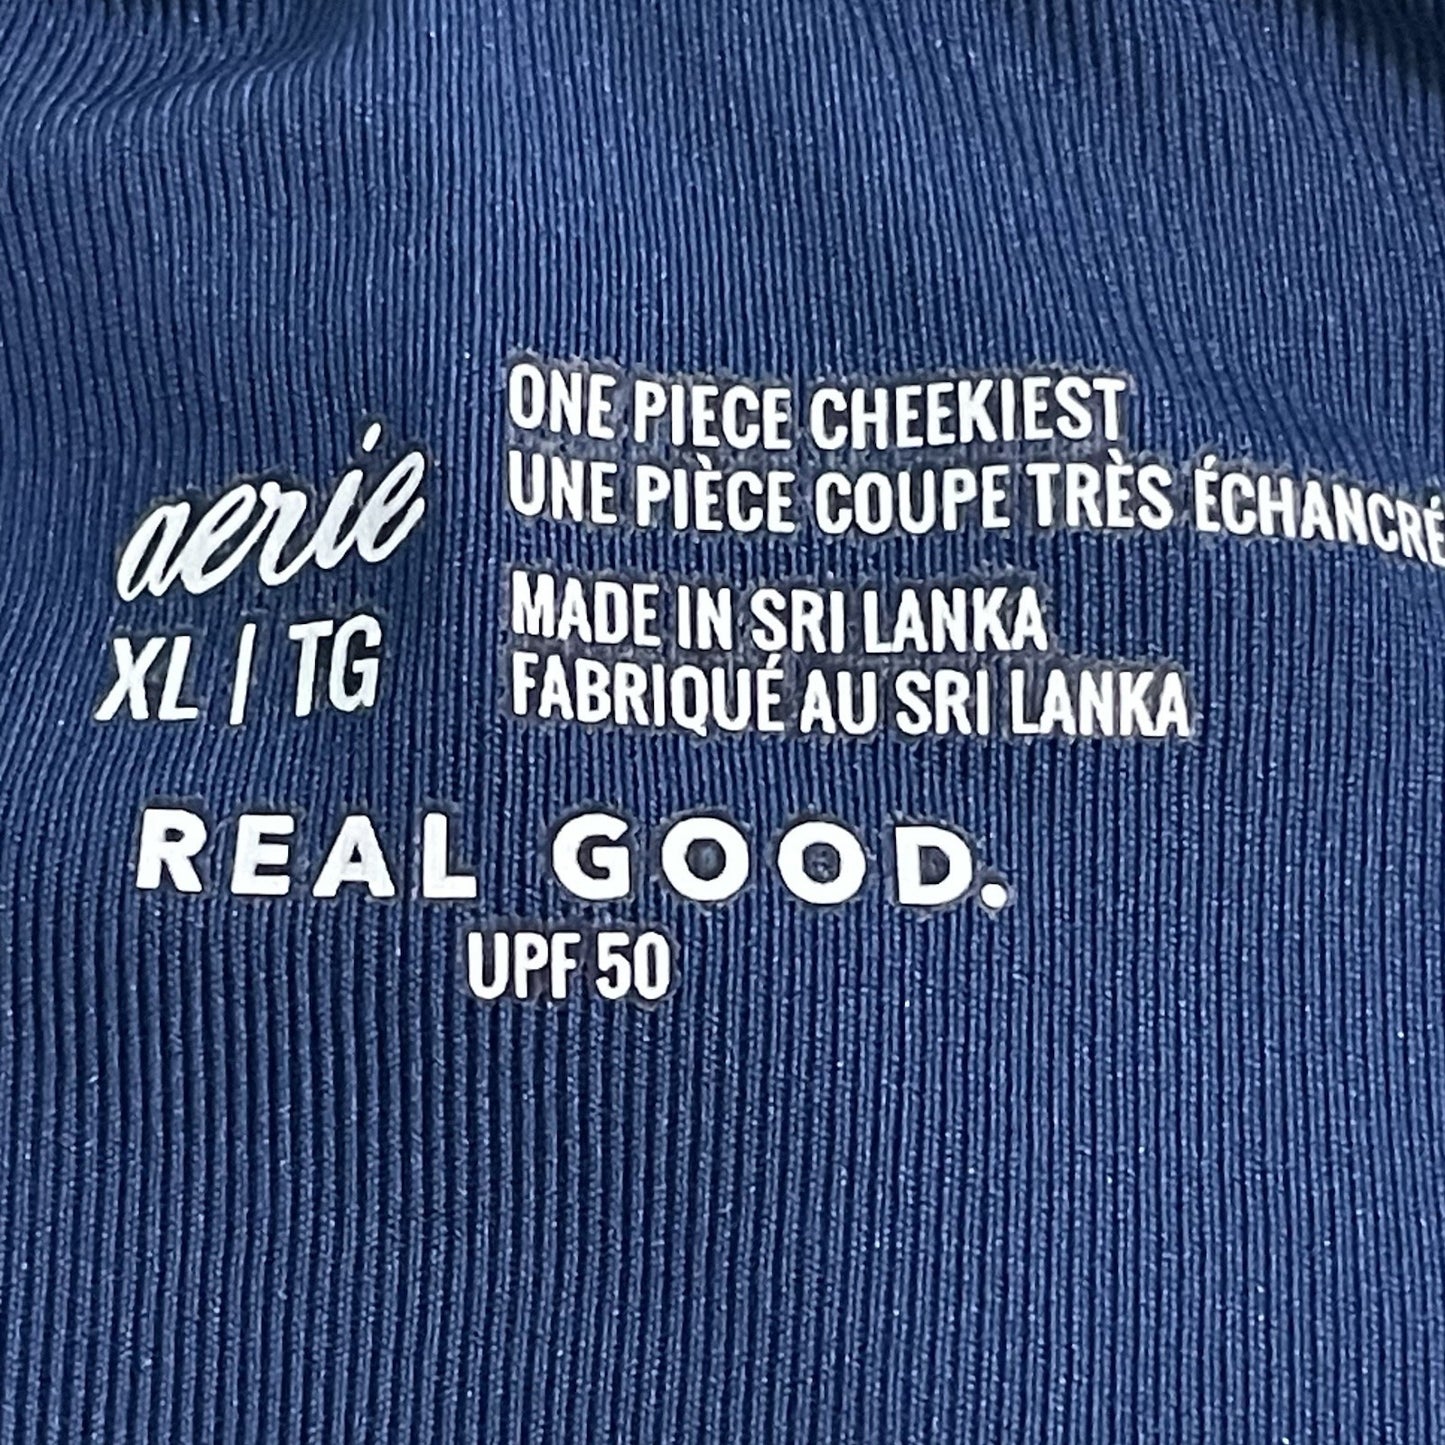 aerie
XL | TG
ONE PIECE CHEEKIEST
UNE PIÈCE COUPE TRÈS ÉCHANCRÉ
MADE IN SRI LANKA
FABRIQUÉ AU SRI LANKA
REAL GOOD.
UPF 50